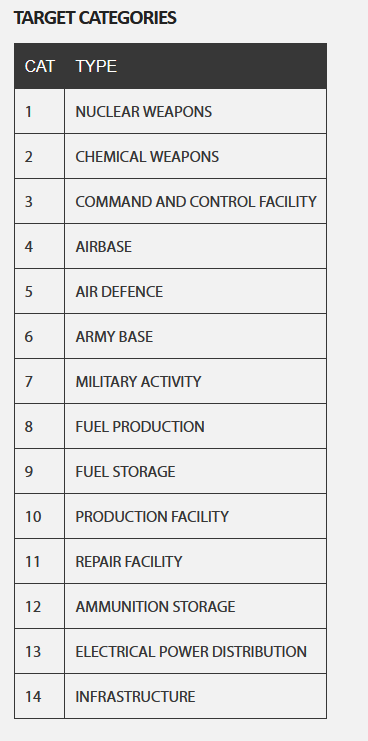 TARGET CATEGORIES
CAT TYPE
1 NUCLEAR WEAPONS
2 CHEMICAL WEAPONS
3 COMMAND AND CONTROL FACILITY
4 AIRBASE
5 AIR DEFENCE
6 ARMY BASE
7 MILITARY ACTIVITY
8 FUEL PRODUCTION
9 FUEL STORAGE
10 PRODUCTION FACILITY
11 REPAIR FACILITY
12 AMMUNITION STORAGE
13 ELECTRICAL POWER DISTRIBUTION
14 INFRASTRUCTURE